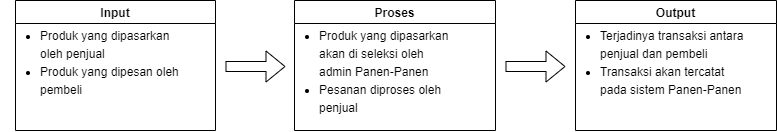 Input
• Produk yang dipasarkan
oleh penjual
• Produk yang dipesan oleh
pembeli
Proses
• Produk yang dipasarkan
akan di seleksi oleh
admin Panen-Panen
• Pesanan diproses oleh
penjual
Output
• Terjadinya transaksi antara
penjual dan pembeli
• Transaksi akan tercatat
pada sistem Panen-Panen